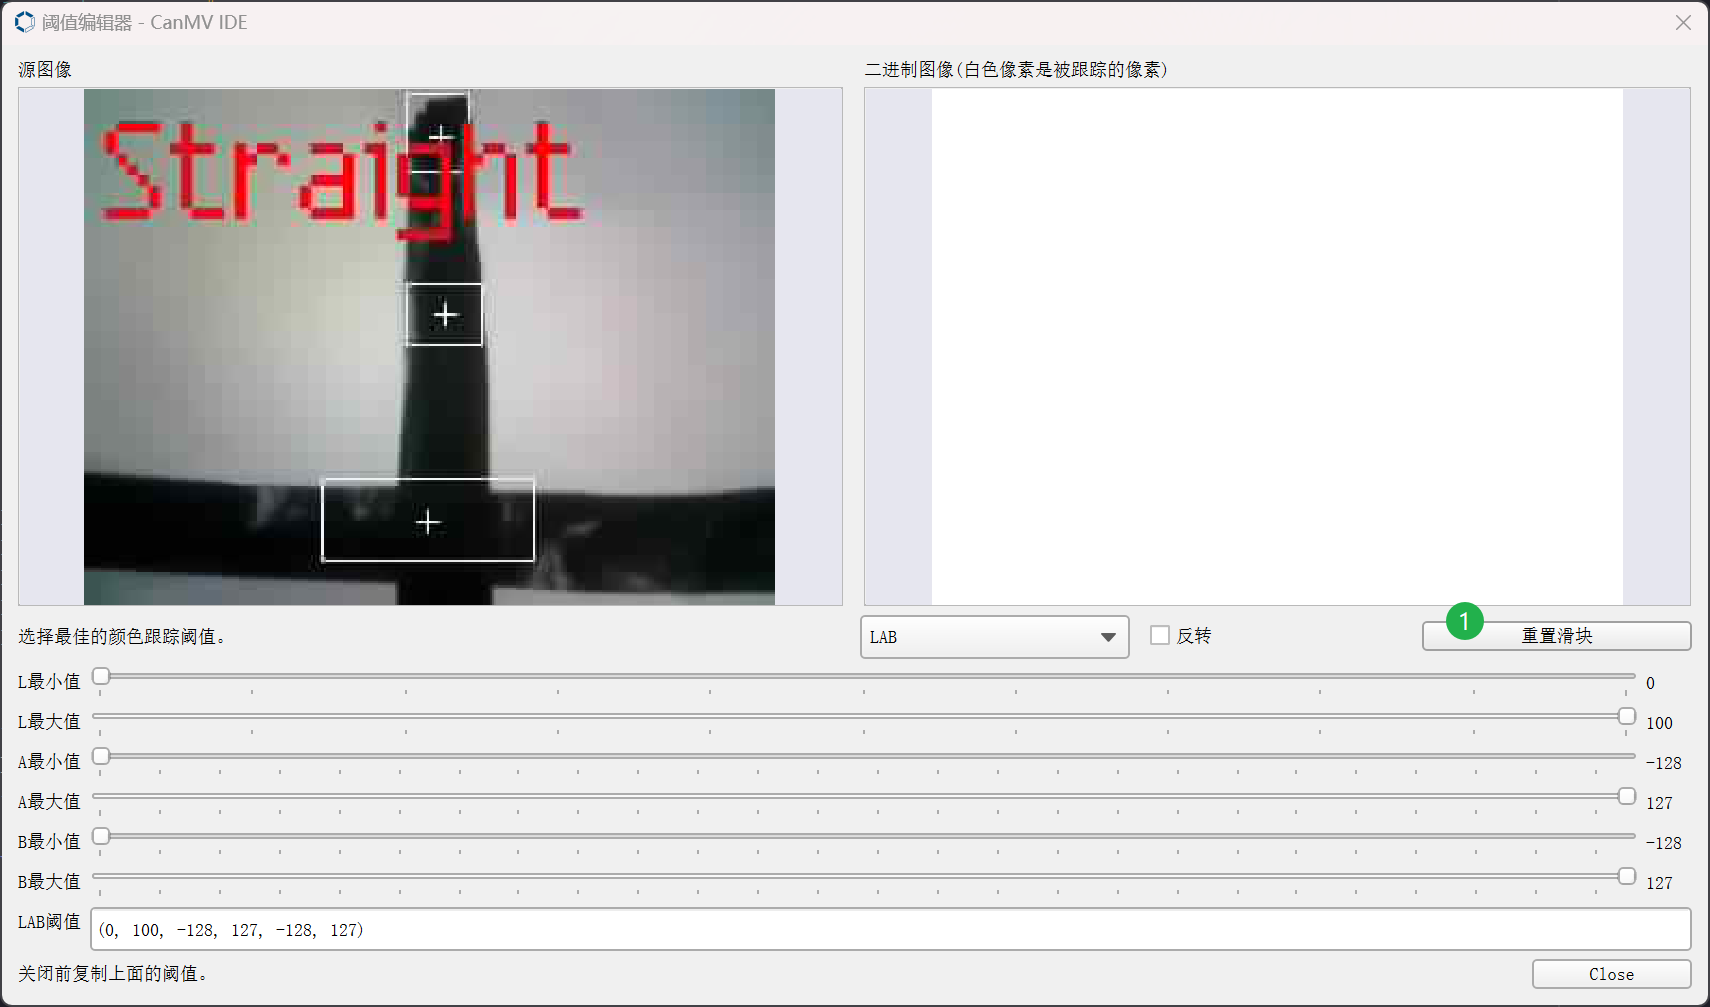 阈值编辑器 - CanMV IDE
源图像
二进制图像(白色像素是被跟踪的像素)
Straight
选择最佳的颜色跟踪阈值。
LAB
反转
1
重置滑块
L最小值 0
L最大值 100
A最小值 -128
A最大值 127
B最小值 -128
B最大值 127
LAB阈值 (0, 100, -128, 127, -128, 127)
关闭前复制上面的阈值。
Close